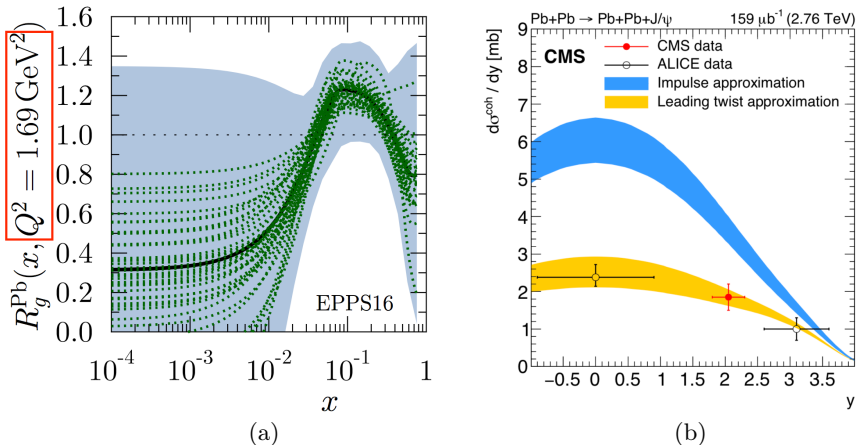 R_g^Pb(x, Q² = 1.69 GeV²)
1.6
1.4
1.2
1.0
0.8
0.6
0.4
0.2
0.0
EPPS16
10⁻⁴ 10⁻³ 10⁻² 10⁻¹ 1
x
(a)
Pb+Pb → Pb+Pb+J/ψ 159 μb⁻¹ (2.76 TeV)
dσ^coh / dy [mb]
9
8
7
6
5
4
3
2
1
0
CMS
CMS data
ALICE data
Impulse approximation
Leading twist approximation
-0.5 0 0.5 1 1.5 2 2.5 3 3.5
y
(b)